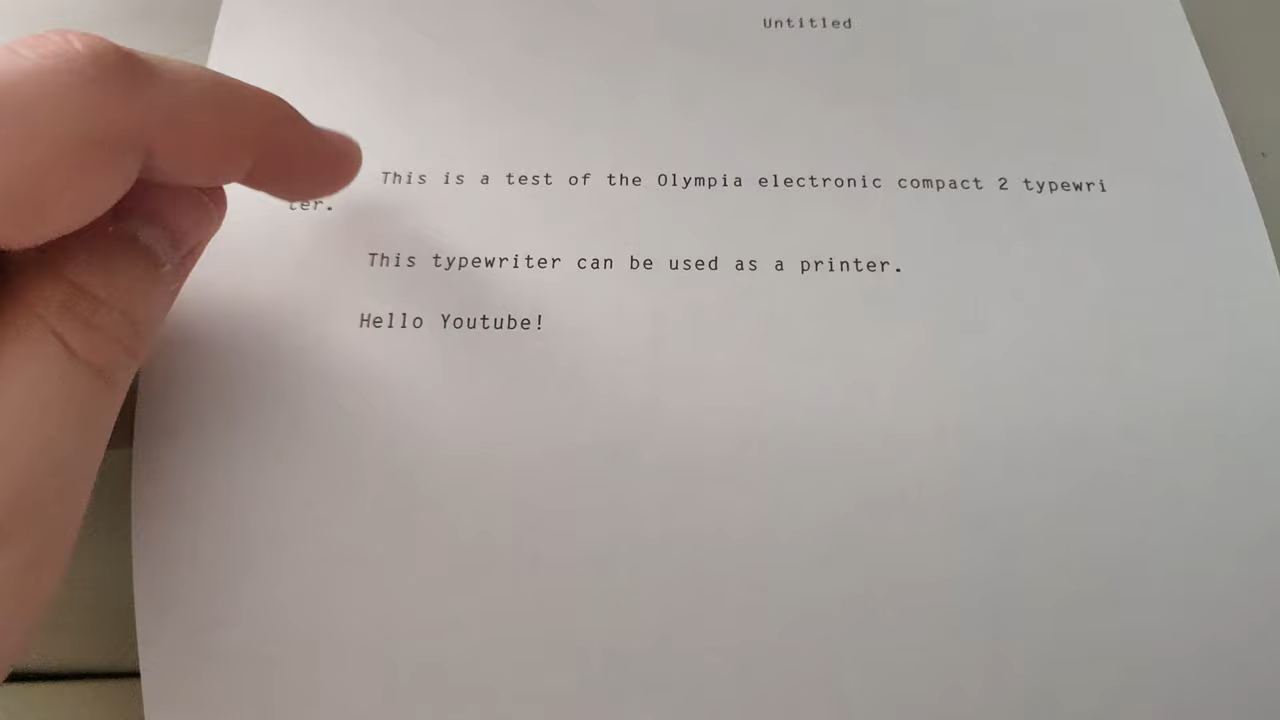 Untitled
This is a test of the Olympia electronic compact 2 typewri
ter.
This typewriter can be used as a printer.
Hello Youtube!